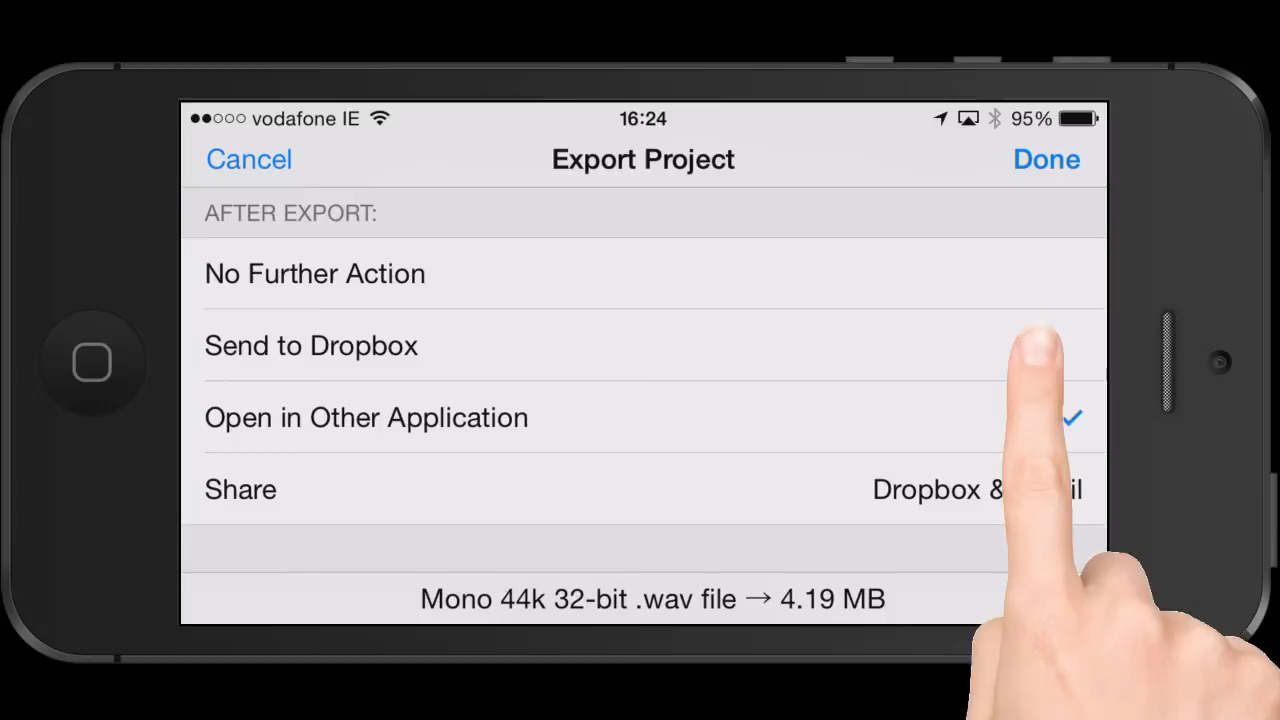 vodafone IE 16:24 95%
Cancel Export Project Done
AFTER EXPORT:
No Further Action
Send to Dropbox
Open in Other Application
Share Dropbox &
Mono 44k 32-bit .wav file → 4.19 MB